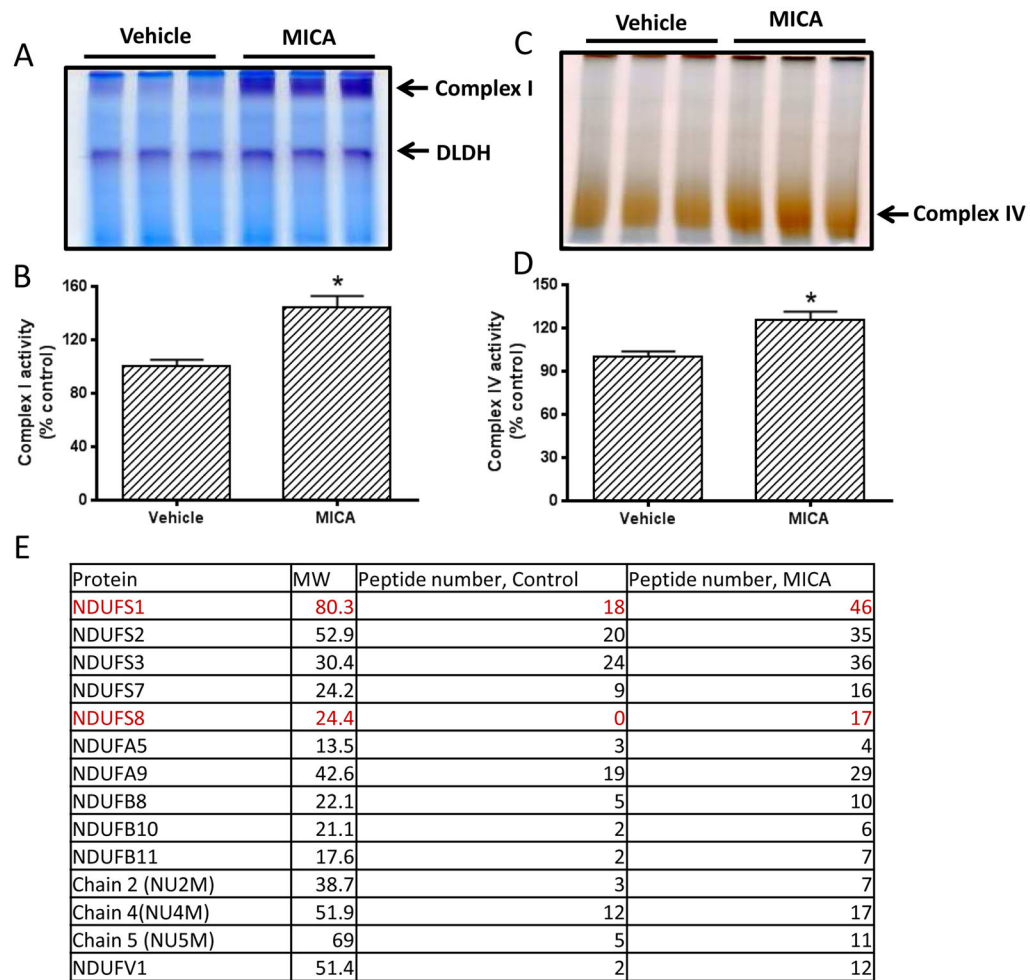 A
Vehicle
MICA
Complex I
DLDH
C
Vehicle
MICA
Complex IV
B
Complex I activity
(% control)
160
120
80
40
0
*
Vehicle
MICA
D
Complex IV activity
(% control)
150
120
90
60
30
0
*
Vehicle
MICA
E
Protein MW Peptide number, Control Peptide number, MICA
NDUFS1 80.3 18 46
NDUFS2 52.9 20 35
NDUFS3 30.4 24 36
NDUFS7 24.2 9 16
NDUFS8 24.4 0 17
NDUFA5 13.5 3 4
NDUFA9 42.6 19 29
NDUFB8 22.1 5 10
NDUFB10 21.1 2 6
NDUFB11 17.6 2 7
Chain 2 (NU2M) 38.7 3 7
Chain 4(NU4M) 51.9 12 17
Chain 5 (NU5M) 69 5 11
NDUFV1 51.4 2 12